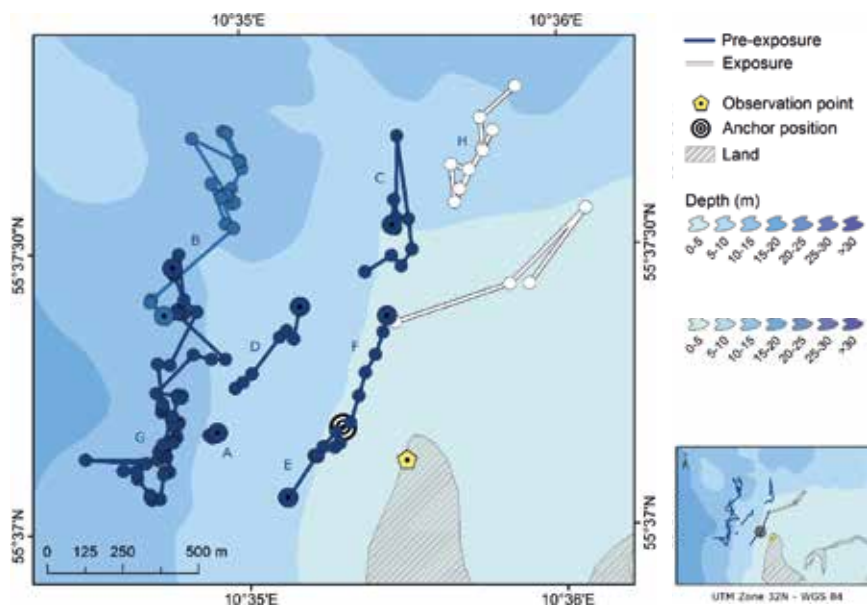 10°35'E
10°36'E
Pre-exposure
Exposure
Observation point
Anchor position
Land
Depth (m)
0-5
5-10
10-15
15-20
20-25
25-30
>30
0-5
5-10
10-15
15-20
20-25
25-30
>30
55°37'30"N
55°37'30"N
55°37'N
55°37'N
H
C
B
D
F
G
A
E
0 125 250 500 m
10°35'E
10°36'E
UTM Zone 32N - WGS 84